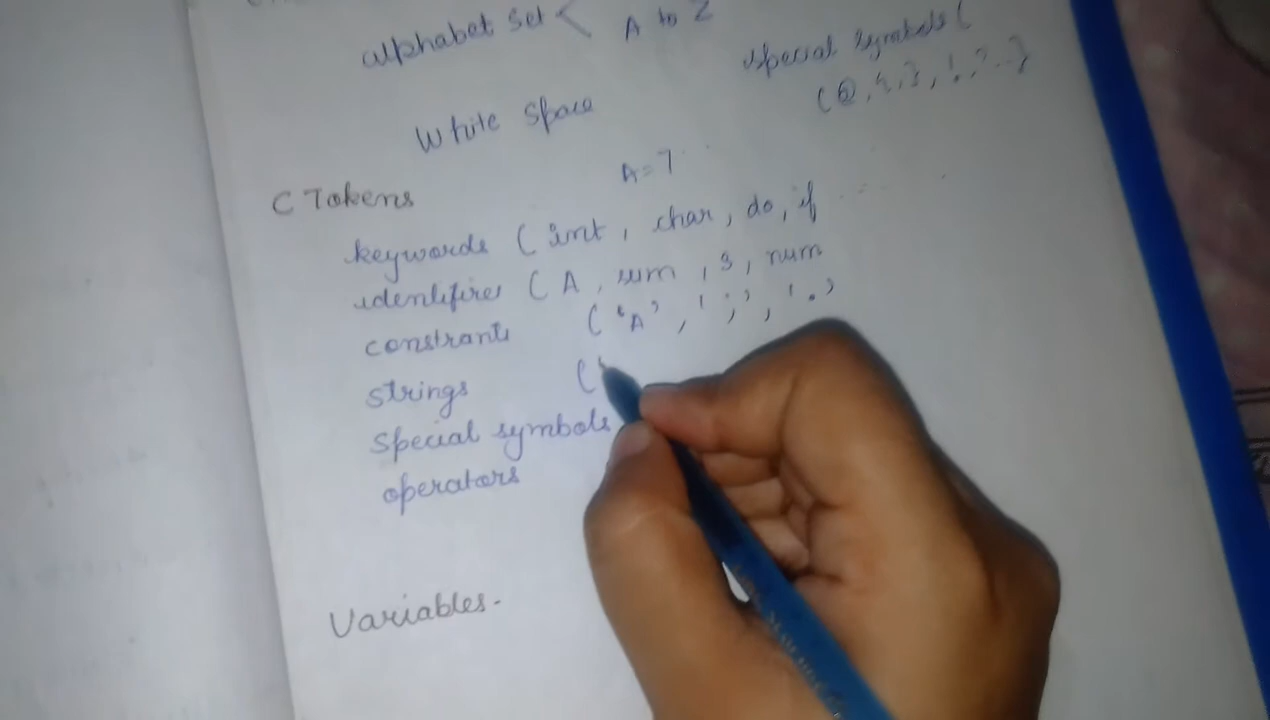 alphabet set < A to Z
special symbols (
White Space
A = 7
C Tokens
keywords ( int , char , do , if
identifires ( A , sum , 3 , num
constrants ( 'A' , ';' , '.'
strings ( "
special symbols
operators
Variables-